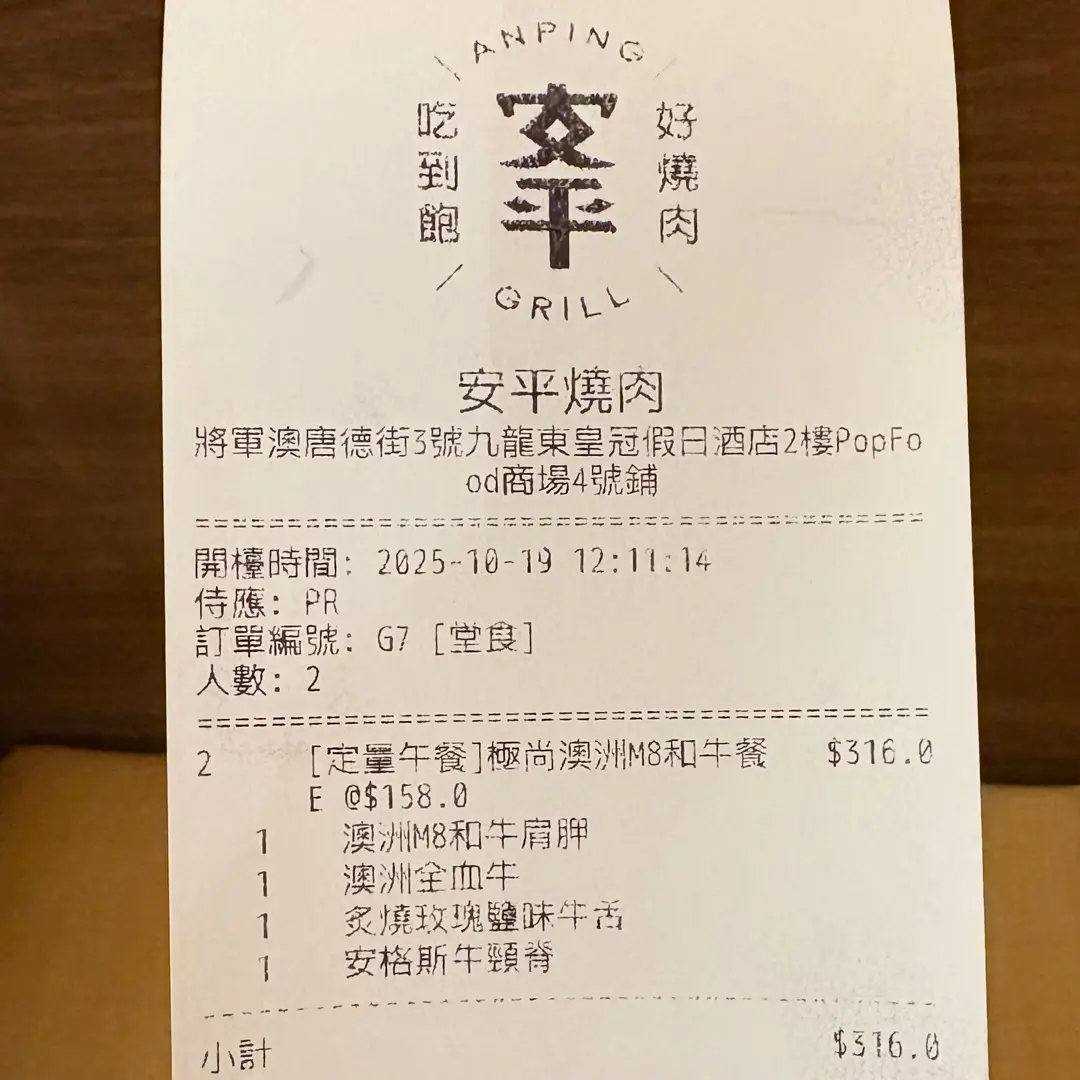 ANPING
吃到飽
安平
好燒肉
GRILL
安平燒肉
將軍澳唐德街3號九龍東皇冠假日酒店2樓PopFo
od商場4號鋪
開檯時間: 2025-10-19 12:11:14
侍應: PR
訂單編號: G7 [堂食]
人數: 2
2 [定量午餐]極尚澳洲M8和牛餐 $316.0
E @$158.0
1 澳洲M8和牛肩胛
1 澳洲全血牛
1 炙燒玫瑰鹽味牛舌
1 安格斯牛頸脊
小計 $316.0